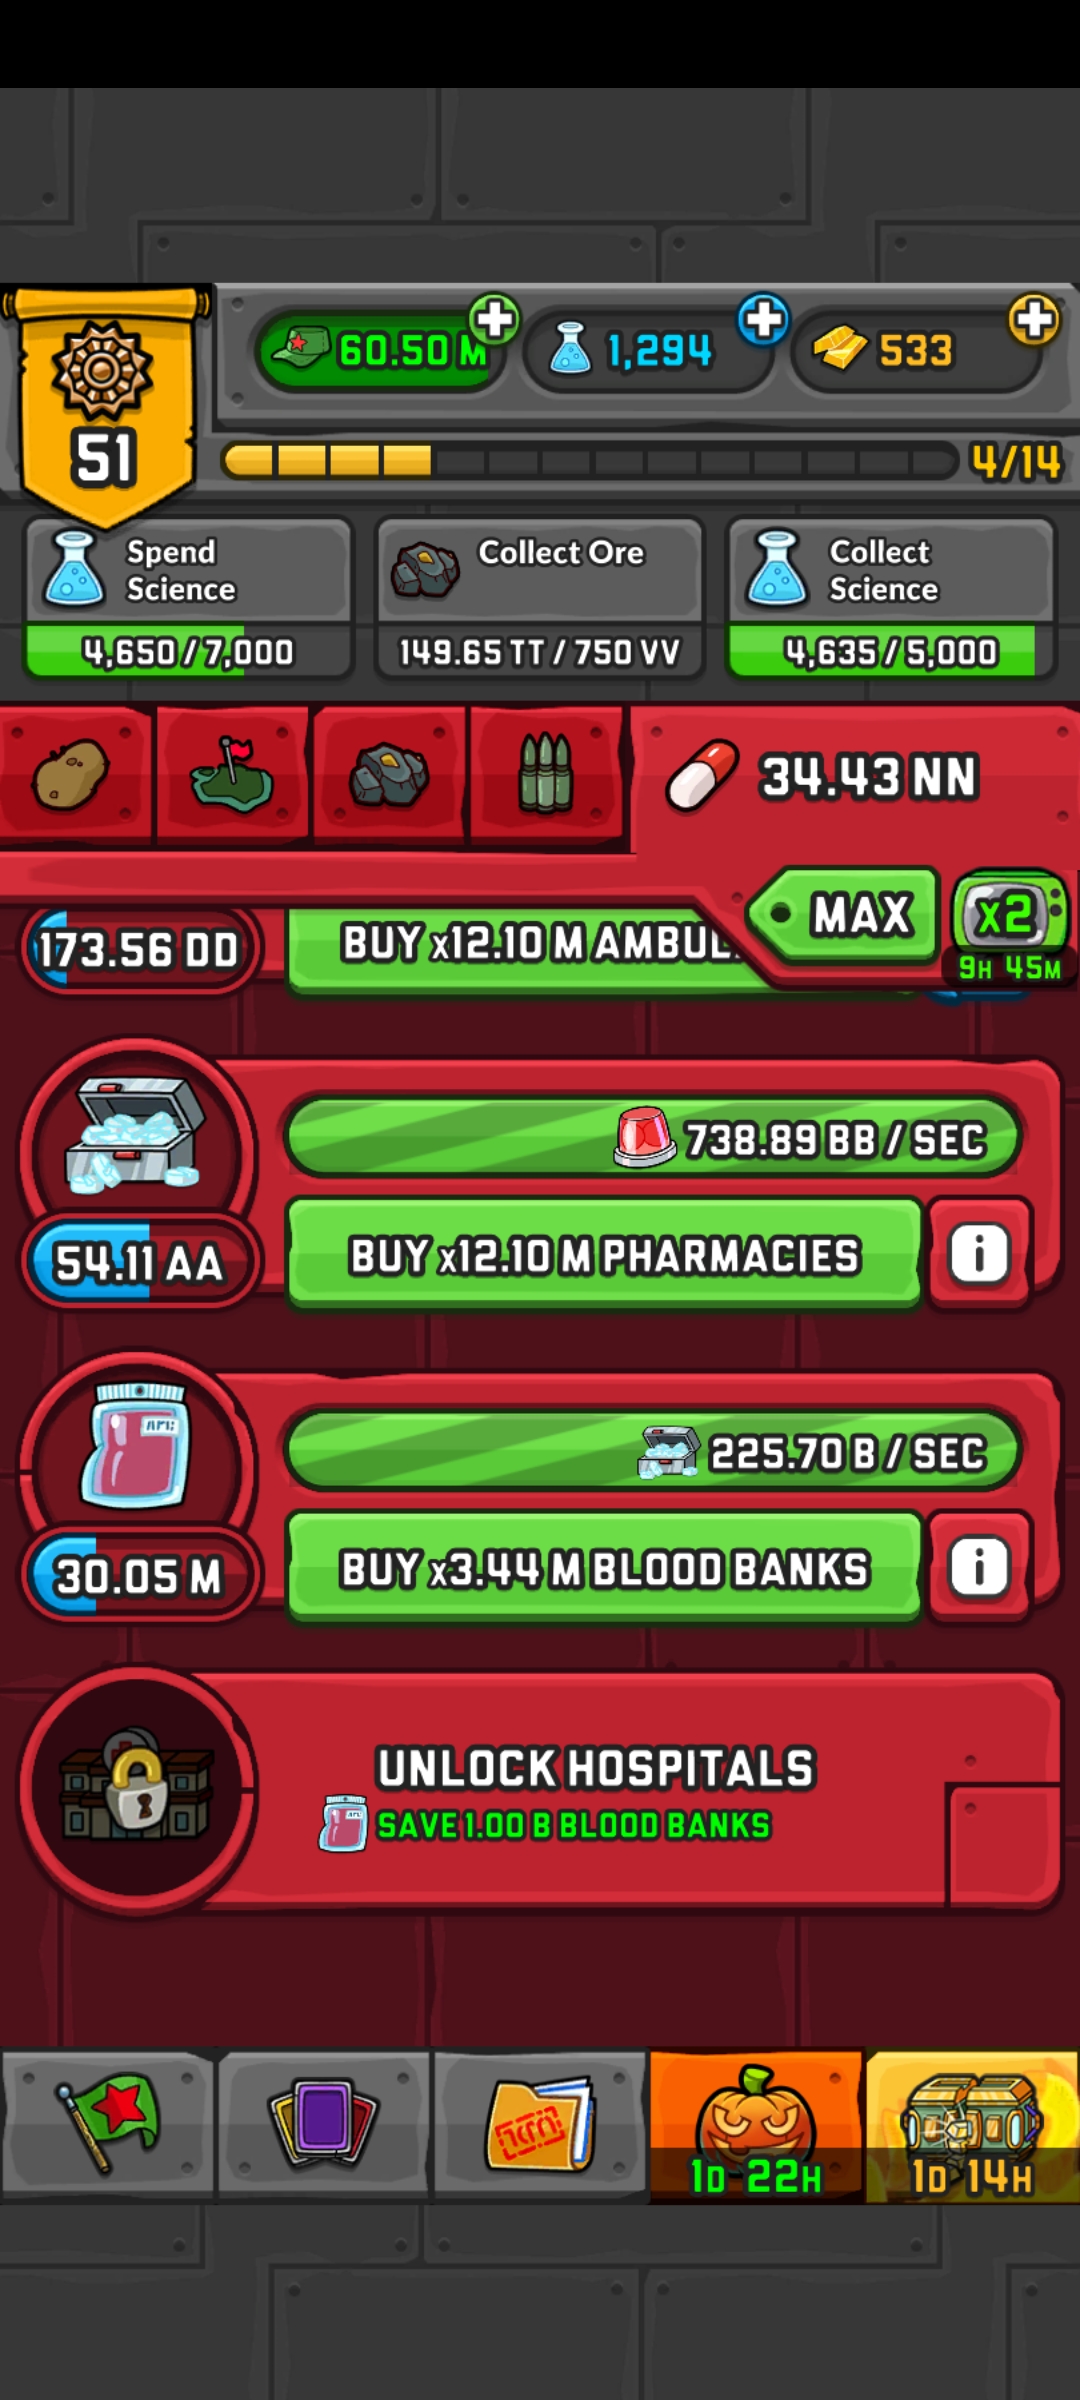 60.50 M
1,294
533
51
4/14
Spend
Science
4,650 / 7,000
Collect Ore
149.65 TT / 750 VV
Collect
Science
4,635 / 5,000
34.43 NN
MAX
x2
9H 45M
173.56 DD
BUY x12.10 M AMBUL
738.89 BB / SEC
54.11 AA
BUY x12.10 M PHARMACIES
i
225.70 B / SEC
30.05 M
BUY x3.44 M BLOOD BANKS
i
UNLOCK HOSPITALS
SAVE 1.00 B BLOOD BANKS
1D 22H
1D 14H